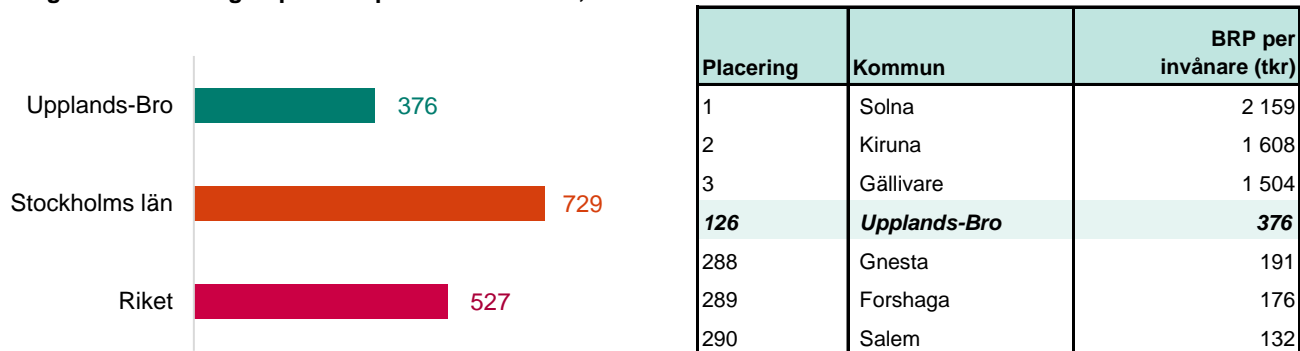 Upplands-Bro 376
Stockholms län 729
Riket 527
Placering Kommun BRP per invånare (tkr)
1 Solna 2 159
2 Kiruna 1 608
3 Gällivare 1 504
126 Upplands-Bro 376
288 Gnesta 191
289 Forshaga 176
290 Salem 132